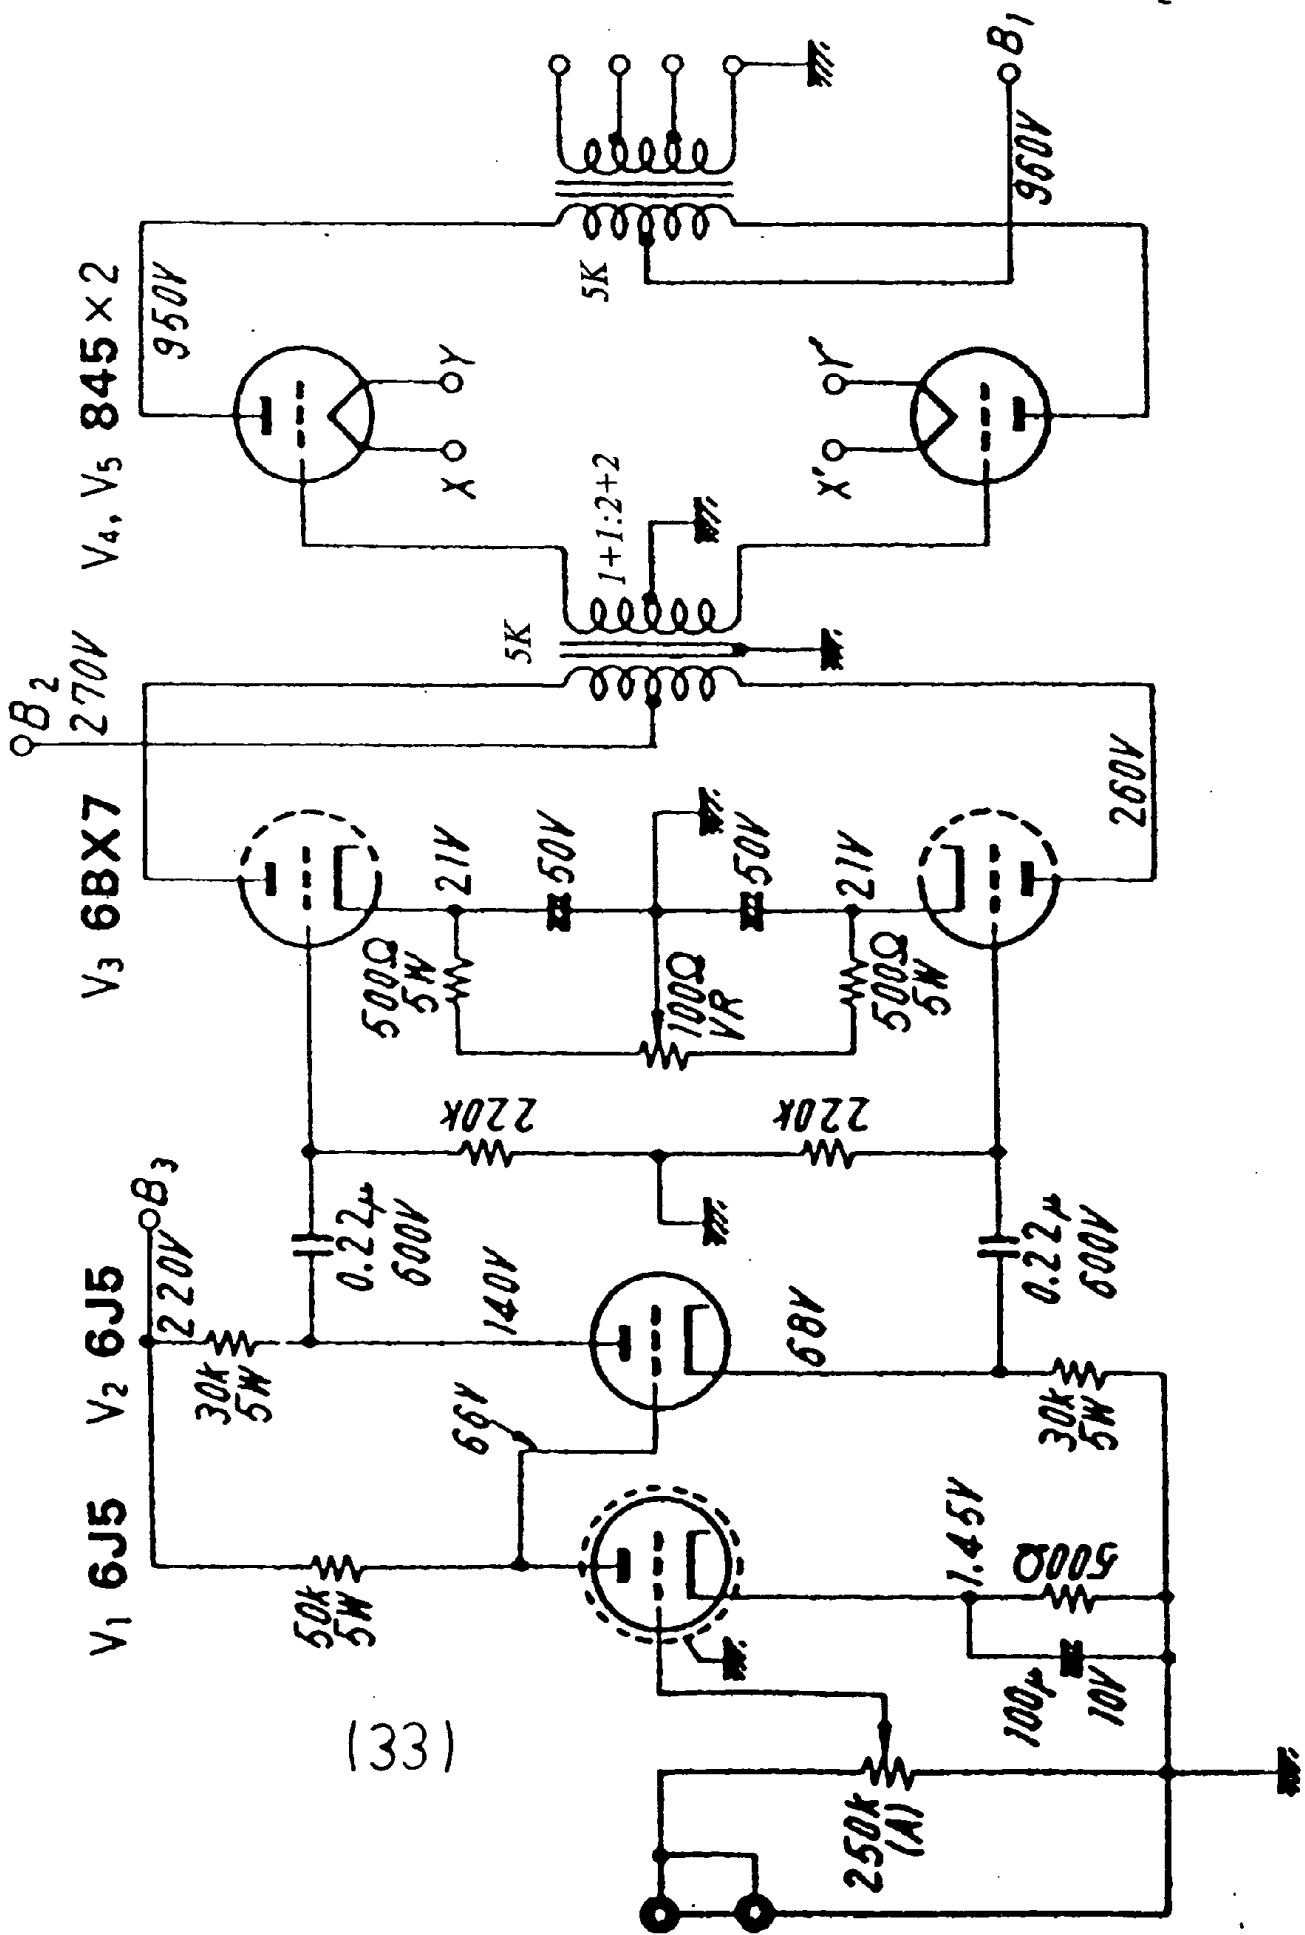 V1 6J5
V2 6J5
V3 6BX7
V4, V5 845×2
(33)
250k
(A)
50k
5W
66V
1.45V
500Ω
100μ
10V
B3
220V
30k
5W
140V
68V
30k
5W
0.22μ
600V
0.22μ
600V
220k
220k
500Ω
5W
21V
50V
100Ω
VR
50V
21V
500Ω
5W
B2
270V
260V
5K
1+1:2+2
X
Y
X'
Y'
950V
5K
960V
B1